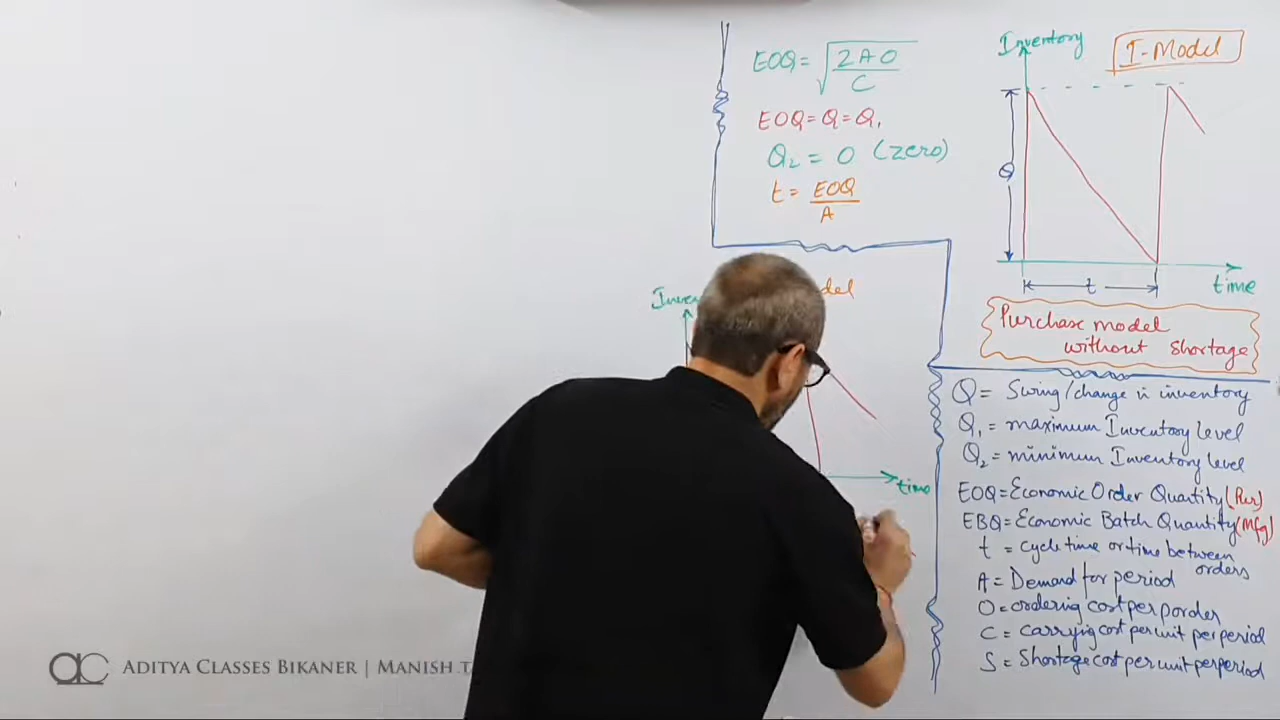 EOQ = √2AO/C
EOQ = Q = Q₁
Q₂ = 0 (zero)
t = EOQ/A
Inventory
I-Model
Q
t
time
Purchase model
without shortage
time
Q = Swing/change in inventory
Q₁ = maximum Inventory level
Q₂ = minimum Inventory level
EOQ = Economic Order Quantity (Pur)
EBQ = Economic Batch Quantity (Mfg)
t = cycle time or time between
orders
A = Demand for period
O = ordering cost per porder
C = carrying cost per unit per period
S = Shortage cost per unit per period
ac ADITYA CLASSES BIKANER | MANISH